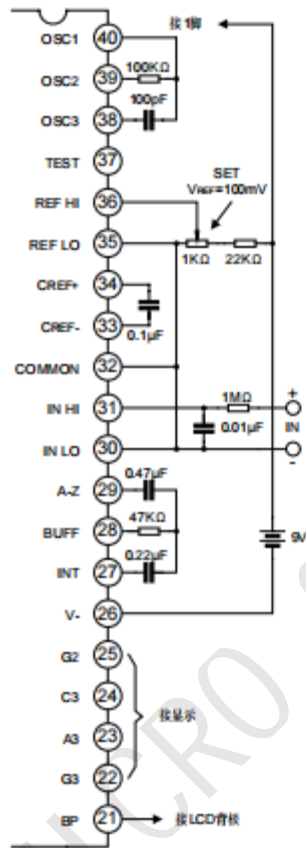 接1脚
OSC1 40
OSC2 39 100KΩ
100pF
OSC3 38
TEST 37
SET
VREF=100mV
REF HI 36
REF LO 35
1KΩ 22KΩ
CREF+ 34
CREF- 33
0.1μF
COMMON 32
1MΩ +
IN HI 31
0.01μF IN
IN LO 30 -
0.47μF
A-Z 29
BUFF 28 47KΩ
0.22μF
INT 27
9V
V- 26
G2 25
C3 24
接显示
A3 23
G3 22
BP 21 接LCD背极